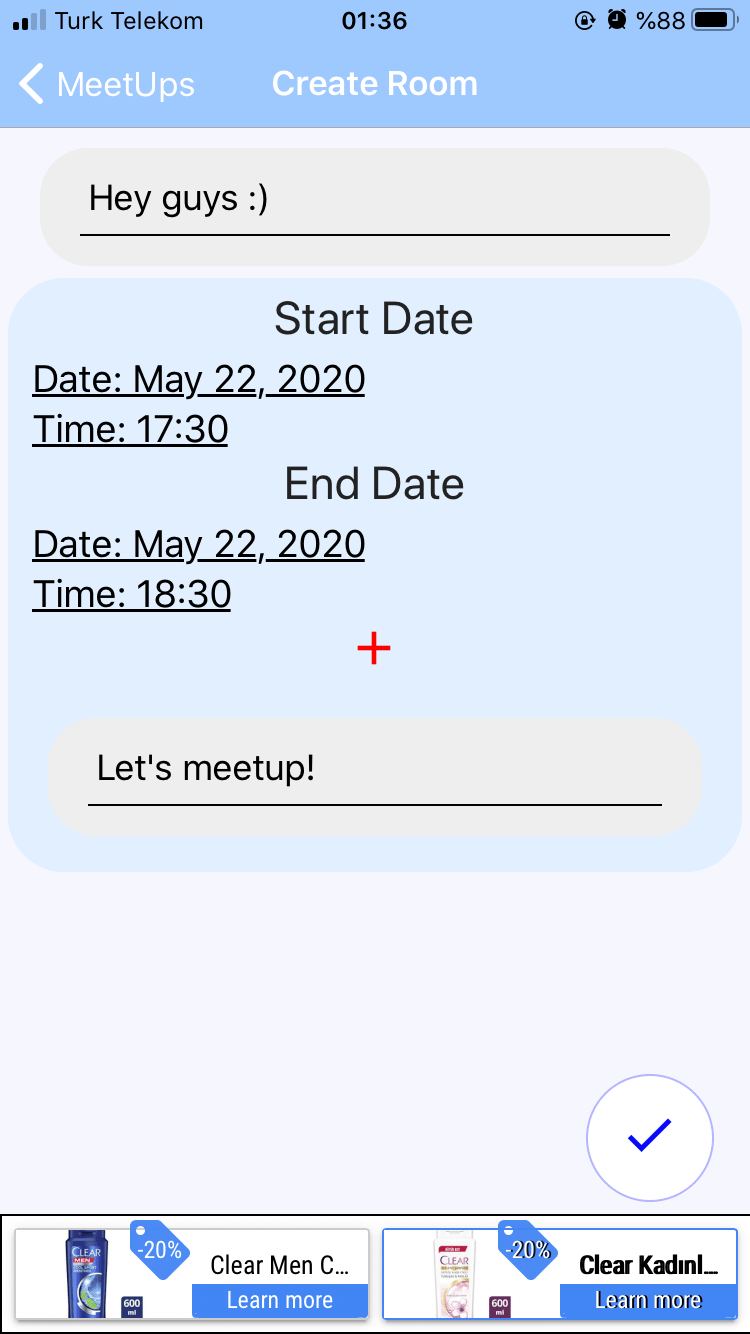 Turk Telekom 01:36 %88
MeetUps Create Room
Hey guys :)
Start Date
Date: May 22, 2020
Time: 17:30
End Date
Date: May 22, 2020
Time: 18:30
+
Let's meetup!
-20%
Clear Men C...
Learn more
CLEAR
MEN
600
ml
-20%
Clear Kadınl...
Learn more
CLEAR
600
ml